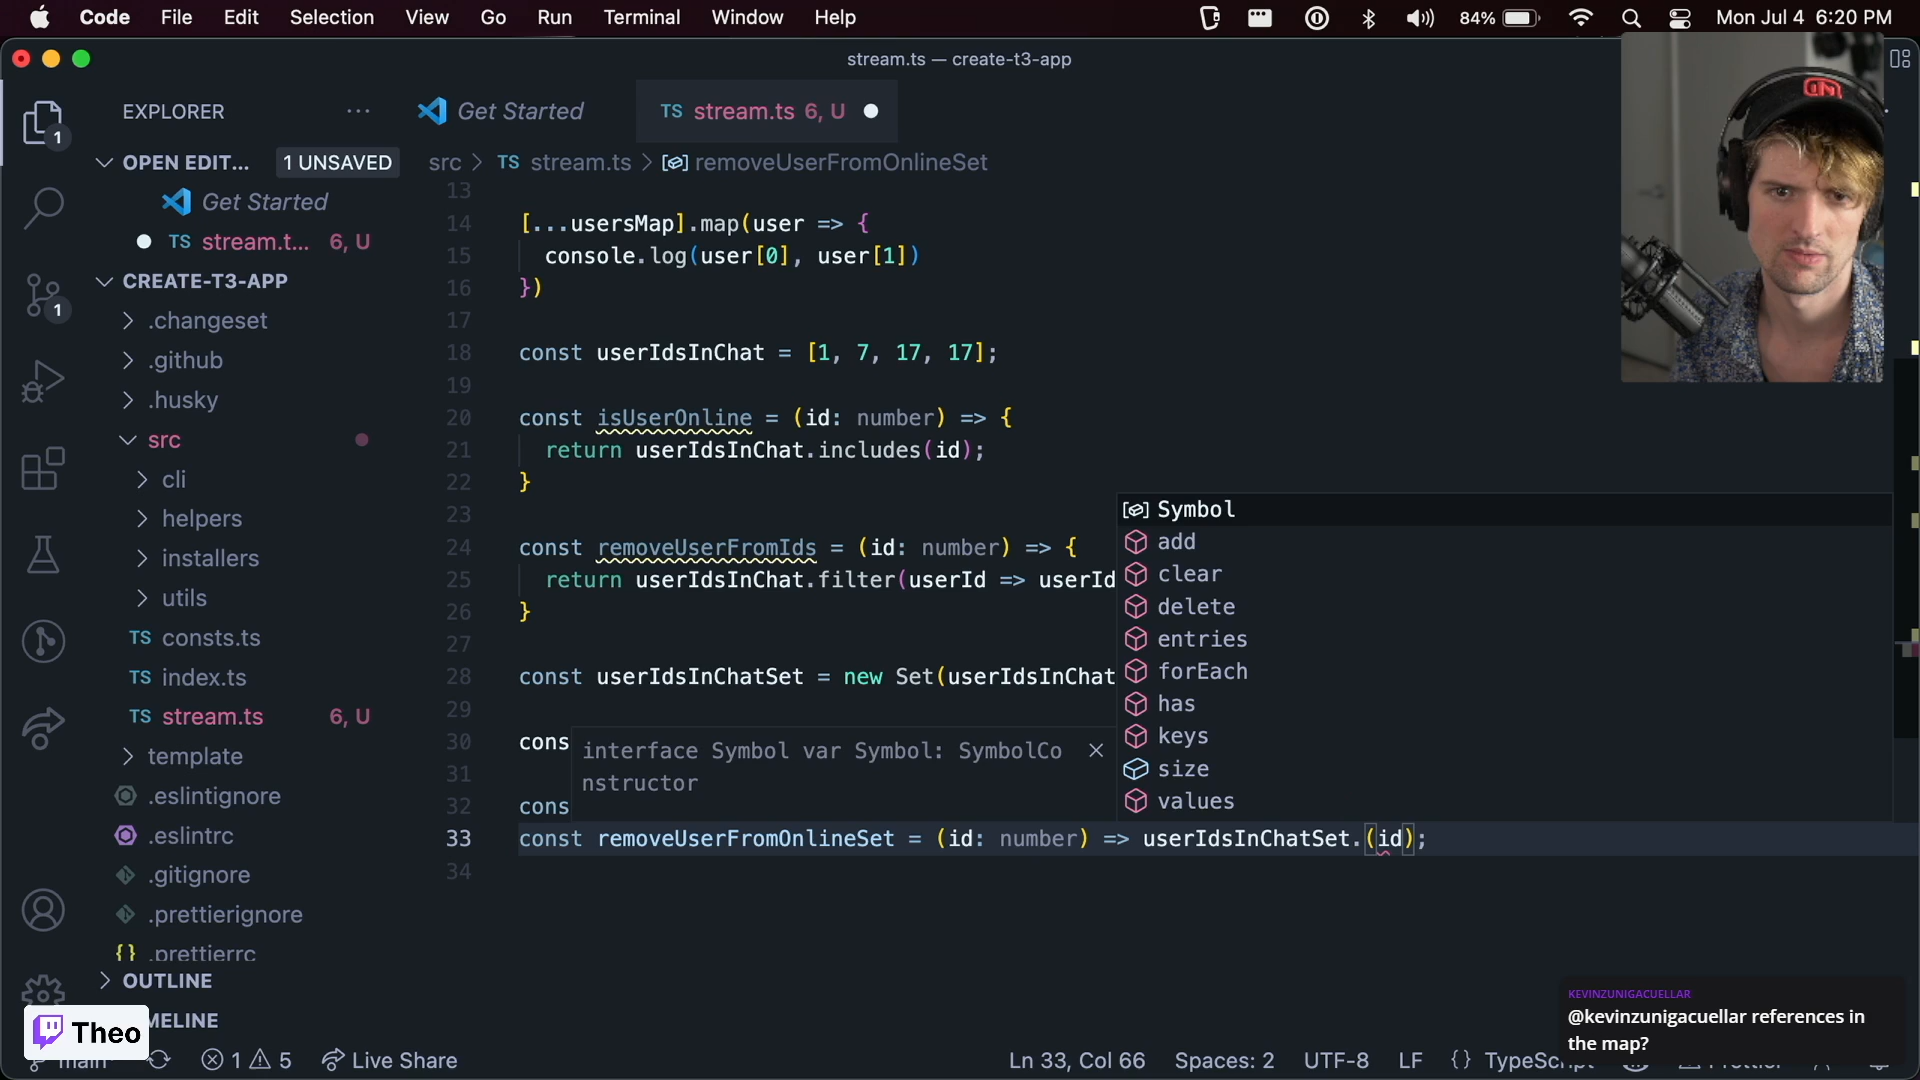 Code File Edit Selection View Go Run Terminal Window Help 84% Mon Jul 4 6:20 PM
stream.ts — create-t3-app
EXPLORER ···
Get Started
TS stream.ts 6, U
OPEN EDIT... 1 UNSAVED
src > TS stream.ts > removeUserFromOnlineSet
Get Started
TS stream.t... 6, U
CREATE-T3-APP
.changeset
.github
.husky
src
cli
helpers
installers
utils
TS consts.ts
TS index.ts
TS stream.ts 6, U
template
.eslintignore
.eslintrc
.gitignore
.prettierignore
{} .prettierrc
OUTLINE
MELINE
13
14 [...usersMap].map(user => {
15 console.log(user[0], user[1])
16 })
17
18 const userIdsInChat = [1, 7, 17, 17];
19
20 const isUserOnline = (id: number) => {
21 return userIdsInChat.includes(id);
22 }
23
24 const removeUserFromIds = (id: number) => {
25 return userIdsInChat.filter(userId => userId
26 }
27
28 const userIdsInChatSet = new Set(userIdsInChat
29
30 cons
31
32 cons
33 const removeUserFromOnlineSet = (id: number) => userIdsInChatSet.(id);
34
interface Symbol var Symbol: SymbolCo
nstructor
Symbol
add
clear
delete
entries
forEach
has
keys
size
values
1
1
Theo
KEVINZUNIGACUELLAR
@kevinzunigacuellar references in
the map?
main 1 5 Live Share Ln 33, Col 66 Spaces: 2 UTF-8 LF {} TypeScript Prettier